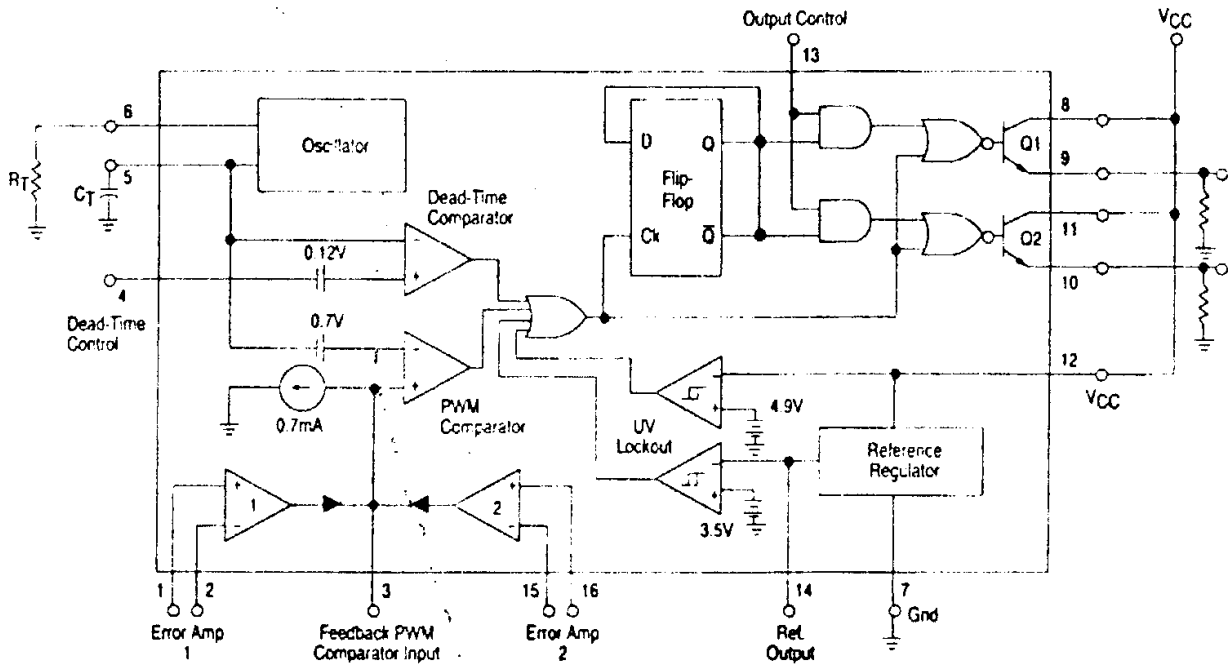 Output Control
13
VCC
6
Oscillator
5
RT
CT
D
Q
Flip-
Flop
Ck
Q̅
8
Q1
9
11
Q2
10
Dead-Time
Comparator
0.12V
4
Dead-Time
Control
0.7V
0.7mA
PWM
Comparator
UV
Lockout
4.9V
3.5V
12
VCC
Reference
Regulator
1
2
1
2
3
15
16
14
7
Error Amp
1
Feedback PWM
Comparator Input
Error Amp
2
Ref.
Output
Gnd